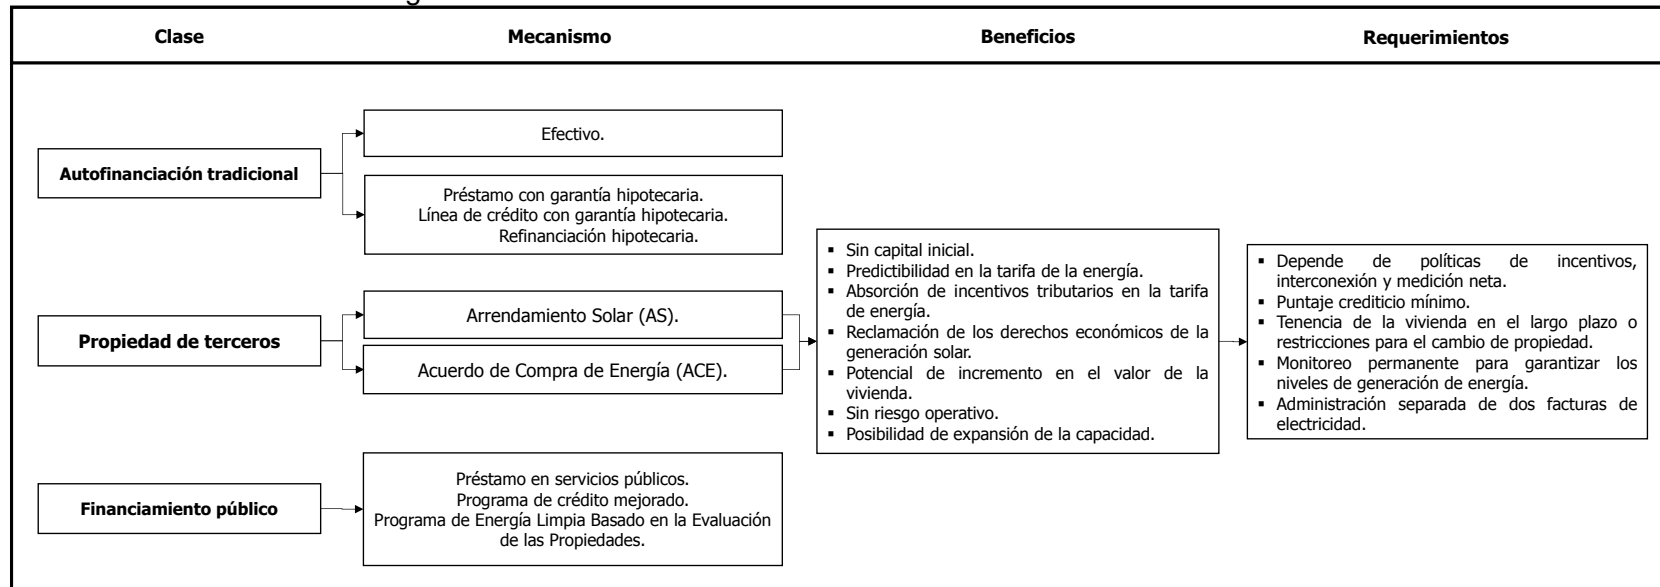 Clase
Mecanismo
Beneficios
Requerimientos
Autofinanciación tradicional
Efectivo.
Préstamo con garantía hipotecaria.
Línea de crédito con garantía hipotecaria.
Refinanciación hipotecaria.
Propiedad de terceros
Arrendamiento Solar (AS).
Acuerdo de Compra de Energía (ACE).
▪ Sin capital inicial.
▪ Predictibilidad en la tarifa de la energía.
▪ Absorción de incentivos tributarios en la tarifa
de energía.
▪ Reclamación de los derechos económicos de la
generación solar.
▪ Potencial de incremento en el valor de la
vivienda.
▪ Sin riesgo operativo.
▪ Posibilidad de expansión de la capacidad.
▪ Depende de políticas de incentivos,
interconexión y medición neta.
▪ Puntaje crediticio mínimo.
▪ Tenencia de la vivienda en el largo plazo o
restricciones para el cambio de propiedad.
▪ Monitoreo permanente para garantizar los
niveles de generación de energía.
▪ Administración separada de dos facturas de
electricidad.
Financiamiento público
Préstamo en servicios públicos.
Programa de crédito mejorado.
Programa de Energía Limpia Basado en la Evaluación
de las Propiedades.